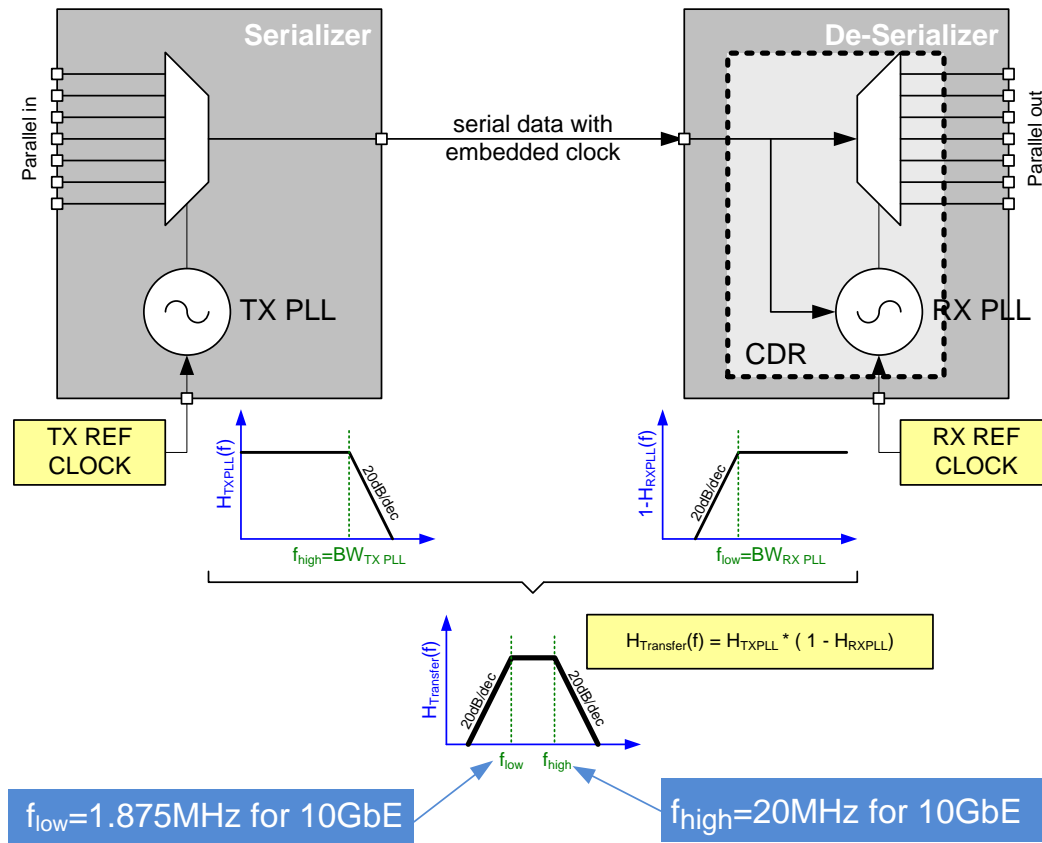 Serializer
De-Serializer
Parallel in
serial data with
embedded clock
Parallel out
TX PLL
RX PLL
CDR
TX REF
CLOCK
RX REF
CLOCK
H_TXPLL(f)
20dB/dec
f_high=BW_TX PLL
1-H_RXPLL(f)
20dB/dec
f_low=BW_RX PLL
H_Transfer(f) = H_TXPLL * ( 1 - H_RXPLL)
H_Transfer(f)
20dB/dec
20dB/dec
f_low
f_high
f_low=1.875MHz for 10GbE
f_high=20MHz for 10GbE